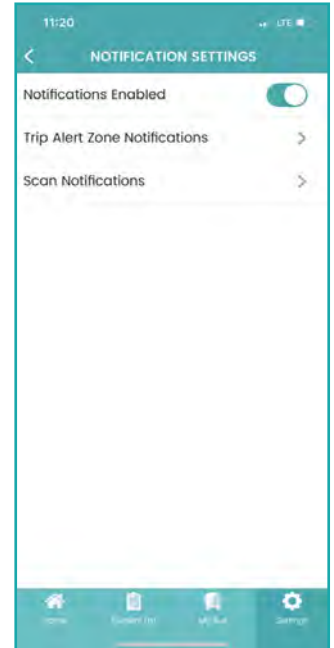 11:20
LTE
NOTIFICATION SETTINGS
Notifications Enabled
Trip Alert Zone Notifications
Scan Notifications
Home
Settings